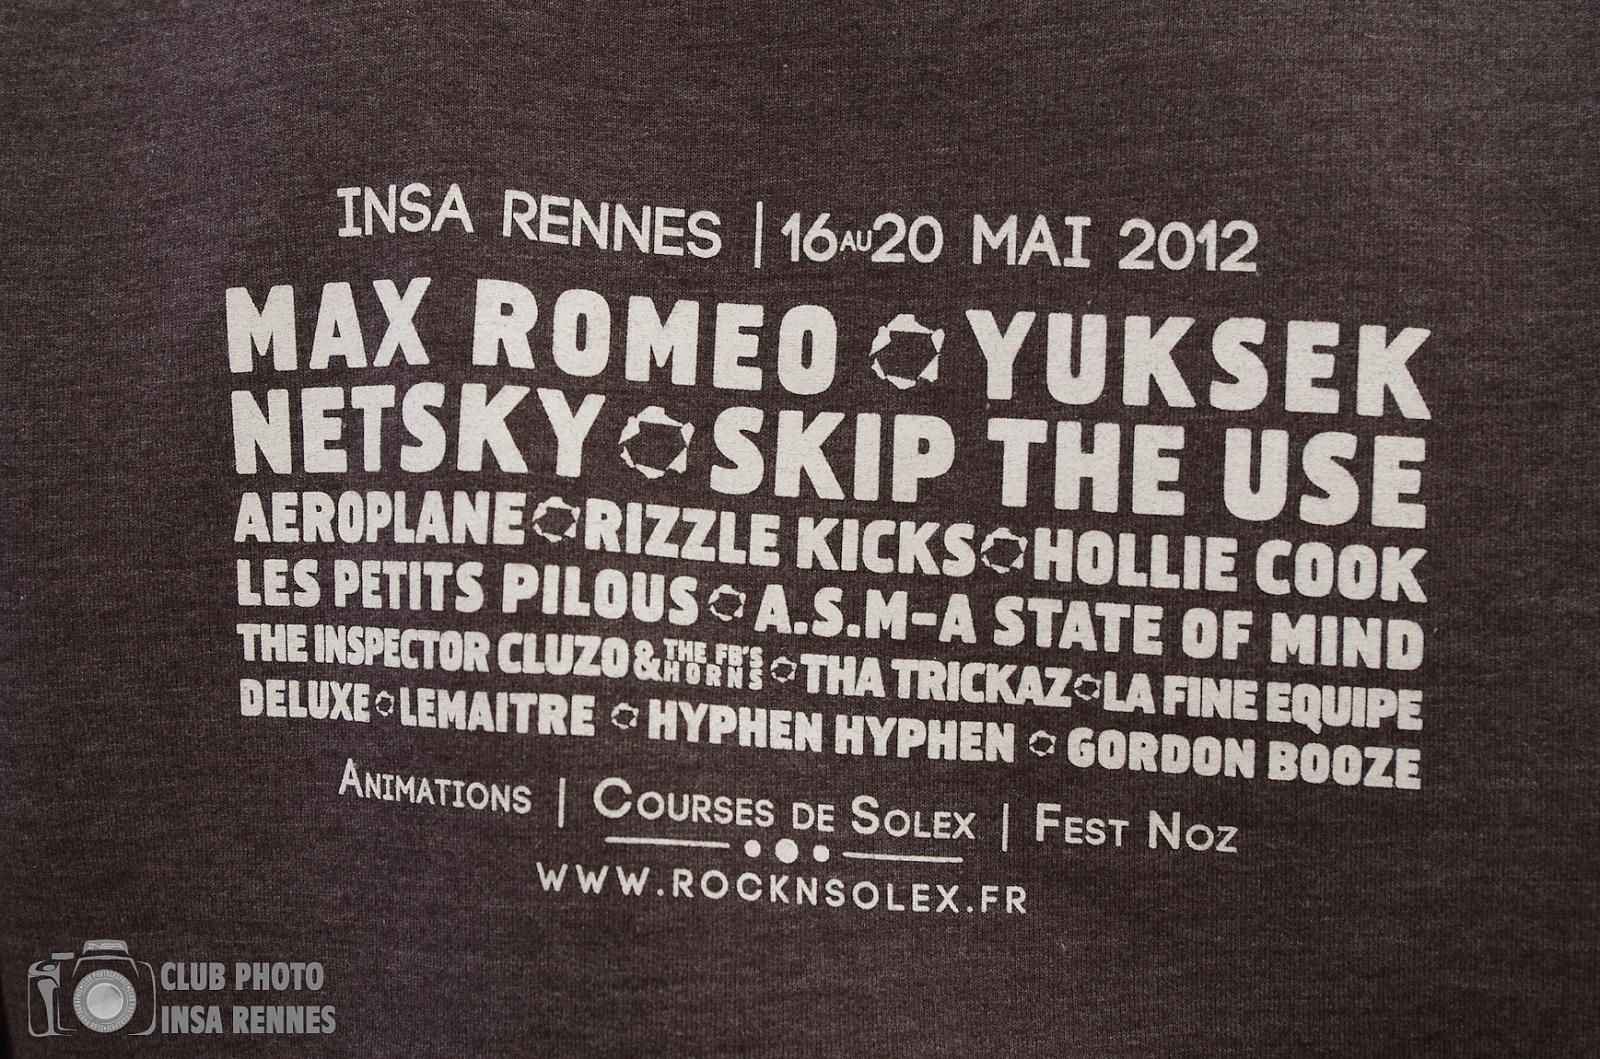 INSA RENNES | 16 AU 20 MAI 2012
MAX ROMEO YUKSEK
NETSKY SKIP THE USE
AEROPLANE RIZZLE KICKS HOLLIE COOK
LES PETITS PILOUS A.S.M-A STATE OF MIND
THE INSPECTOR CLUZO & THE FB'S HORNS THA TRICKAZ LA FINE EQUIPE
DELUXE LEMAITRE HYPHEN HYPHEN GORDON BOOZE
ANIMATIONS | COURSES DE SOLEX | FEST NOZ
WWW.ROCKNSOLEX.FR
CLUB PHOTO
INSA RENNES